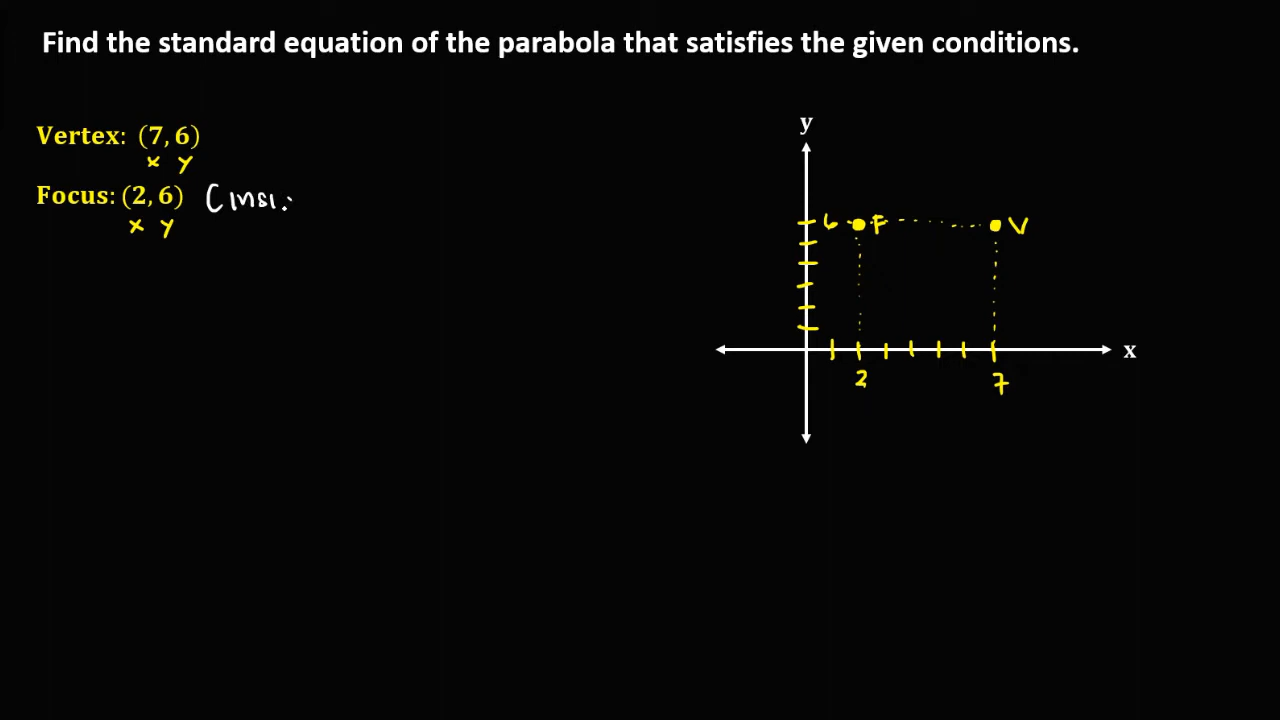 Find the standard equation of the parabola that satisfies the given conditions.
Vertex: (7, 6)
x y
Focus: (2, 6) (insi
x y
y
6 F V
x
2 7